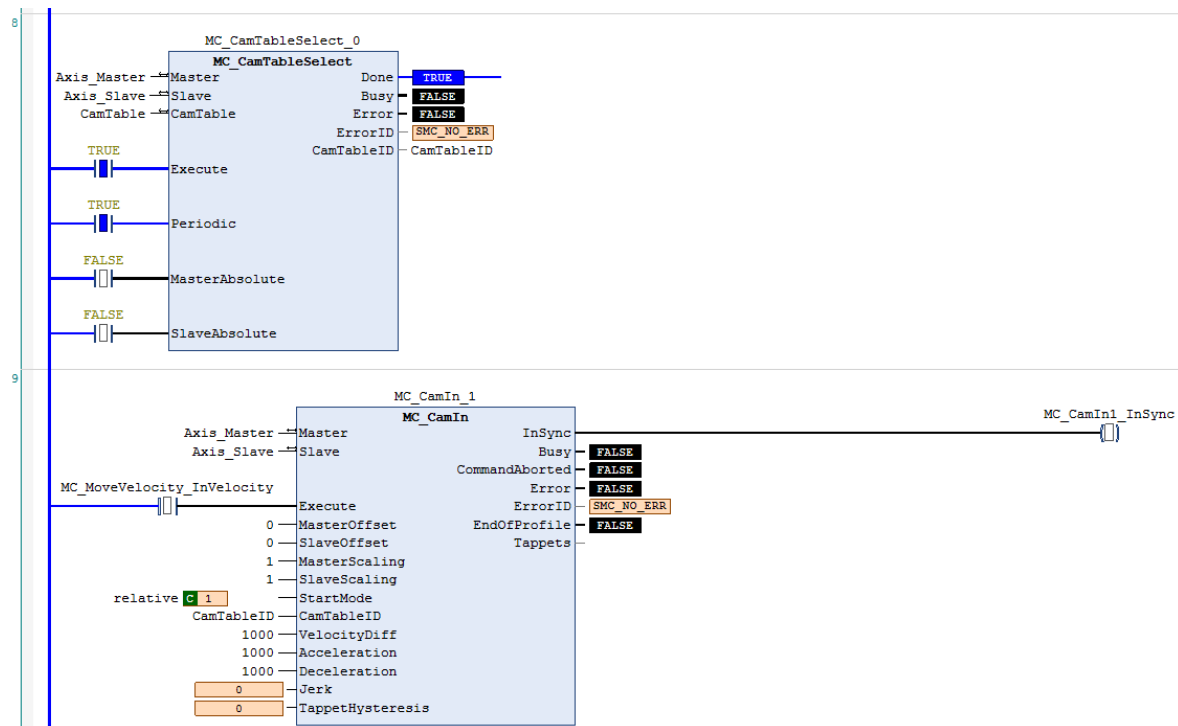 8
MC_CamTableSelect_0
MC_CamTableSelect
Axis_Master Master Done TRUE
Axis_Slave Slave Busy FALSE
CamTable CamTable Error FALSE
ErrorID SMC_NO_ERR
CamTableID CamTableID
TRUE
Execute
TRUE
Periodic
FALSE
MasterAbsolute
FALSE
SlaveAbsolute
9
MC_CamIn_1
MC_CamIn
MC_CamIn1_InSync
Axis_Master Master InSync
Axis_Slave Slave Busy FALSE
CommandAborted FALSE
MC_MoveVelocity_InVelocity Error FALSE
Execute ErrorID SMC_NO_ERR
0 MasterOffset EndOfProfile FALSE
0 SlaveOffset Tappets
1 MasterScaling
1 SlaveScaling
relative C 1 StartMode
CamTableID CamTableID
1000 VelocityDiff
1000 Acceleration
1000 Deceleration
0 Jerk
0 TappetHysteresis